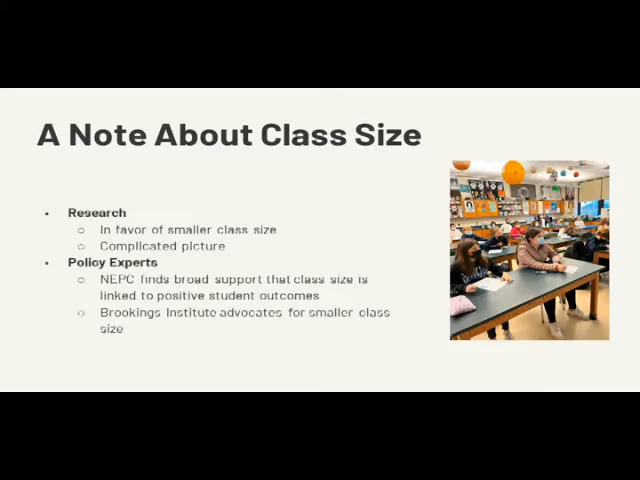 A Note About Class Size
• Research
○ In favor of smaller class size
○ Complicated picture
• Policy Experts
○ NEPC finds broad support that class size is
linked to positive student outcomes
○ Brookings Institute advocates for smaller class
size